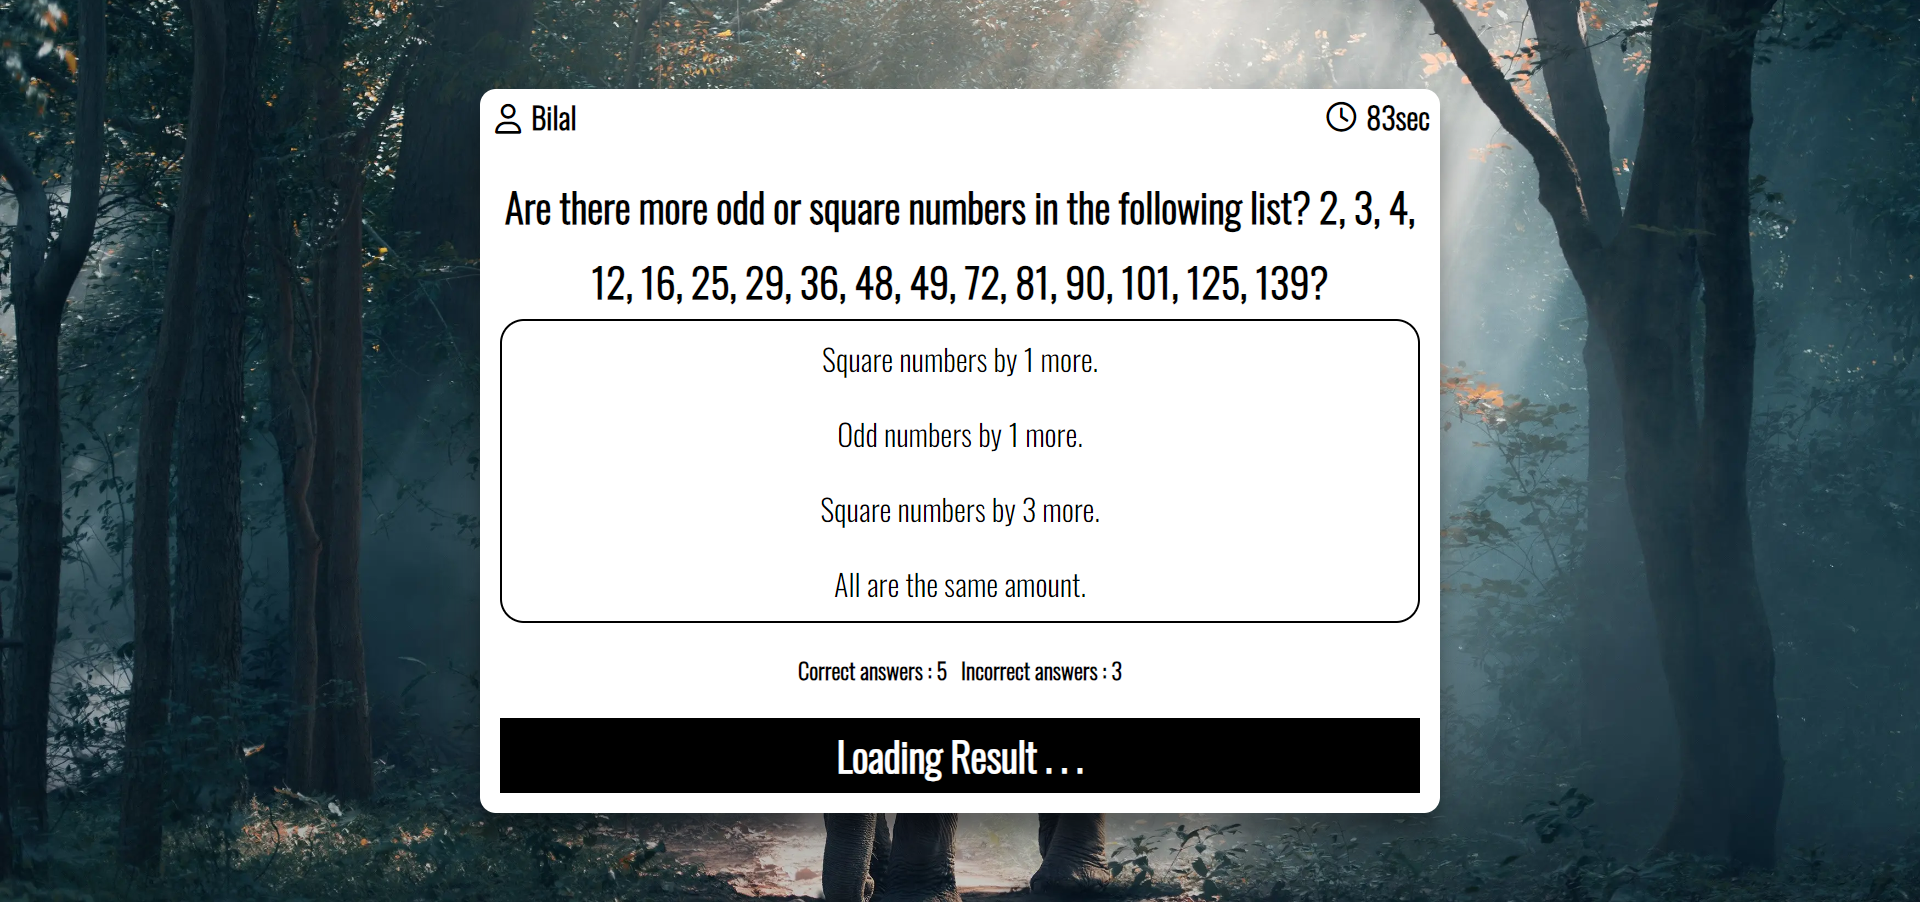 Bilal
83sec
Are there more odd or square numbers in the following list? 2, 3, 4,
12, 16, 25, 29, 36, 48, 49, 72, 81, 90, 101, 125, 139?
Square numbers by 1 more.
Odd numbers by 1 more.
Square numbers by 3 more.
All are the same amount.
Correct answers : 5 Incorrect answers : 3
Loading Result . . .